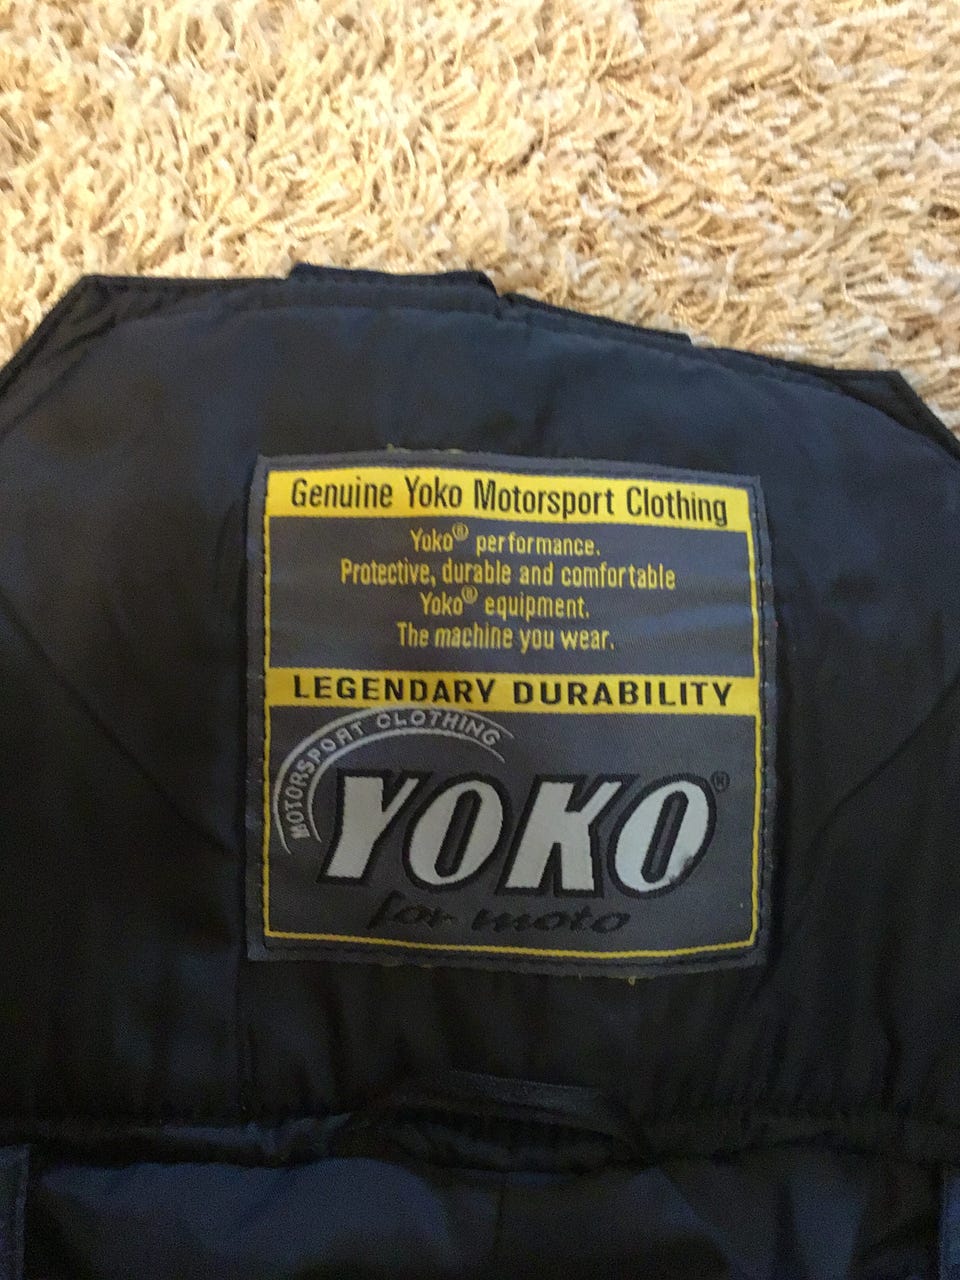 Genuine Yoko Motorsport Clothing
Yoko® performance.
Protective, durable and comfortable
Yoko® equipment.
The machine you wear.
LEGENDARY DURABILITY
MOTORSPORT CLOTHING
YOKO®
for moto